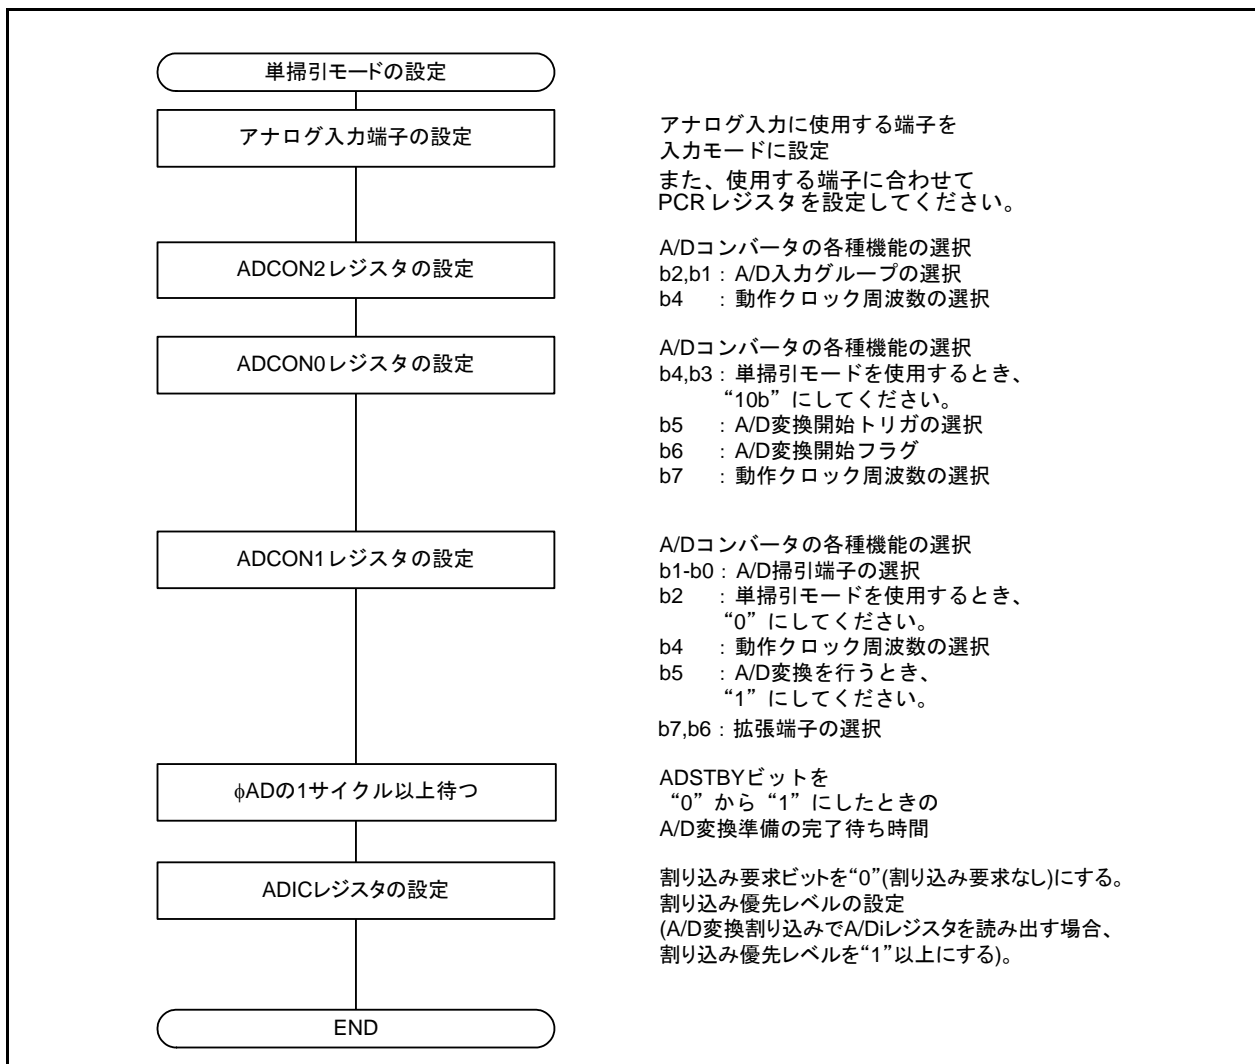 単掃引モードの設定
アナログ入力端子の設定
アナログ入力に使用する端子を
入力モードに設定
また、使用する端子に合わせて
PCRレジスタを設定してください。
ADCON2レジスタの設定
A/Dコンバータの各種機能の選択
b2,b1 : A/D入力グループの選択
b4 : 動作クロック周波数の選択
ADCON0レジスタの設定
A/Dコンバータの各種機能の選択
b4,b3 : 単掃引モードを使用するとき、
“10b” にしてください。
b5 : A/D変換開始トリガの選択
b6 : A/D変換開始フラグ
b7 : 動作クロック周波数の選択
ADCON1レジスタの設定
A/Dコンバータの各種機能の選択
b1-b0 : A/D掃引端子の選択
b2 : 単掃引モードを使用するとき、
“0” にしてください。
b4 : 動作クロック周波数の選択
b5 : A/D変換を行うとき、
“1” にしてください。
b7,b6 : 拡張端子の選択
φADの1サイクル以上待つ
ADSTBYビットを
“0” から “1” にしたときの
A/D変換準備の完了待ち時間
ADICレジスタの設定
割り込み要求ビットを“0”(割り込み要求なし)にする。
割り込み優先レベルの設定
(A/D変換割り込みでA/Diレジスタを読み出す場合、
割り込み優先レベルを“1”以上にする)。
END